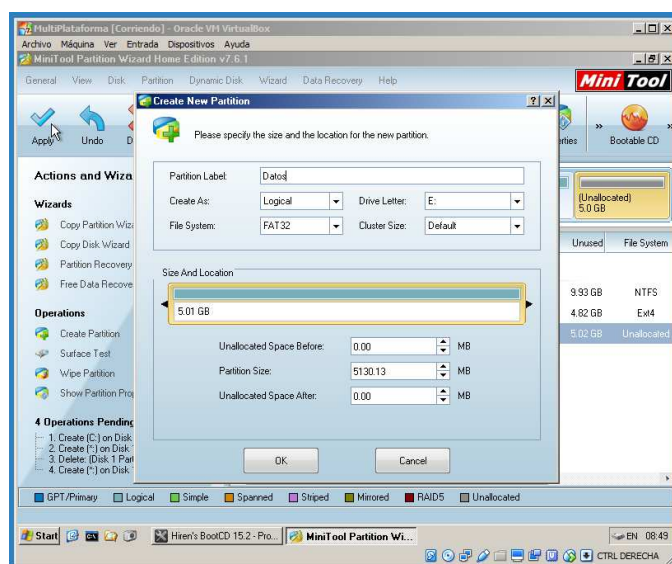 MultiPlataforma [Corriendo] - Oracle VM VirtualBox
Archivo Máquina Ver Entrada Dispositivos Ayuda
MiniTool Partition Wizard Home Edition v7.6.1
General View Disk Partition Dynamic Disk Wizard Data Recovery Help
Mini Tool
Create New Partition
Apply Undo D
rties » Bootable CD »
Please specify the size and the location for the new partition.
Actions and Wiza
Partition Label: Datos
(Unallocated)
5.0 GB
Wizards
Create As: Logical Drive Letter: E:
Copy Partition Wiza
File System: FAT32 Cluster Size: Default
Copy Disk Wizard
Unused File System
Partition Recovery
Size And Location
Free Data Recove
9.93 GB NTFS
5.01 GB
4.82 GB Ext4
Operations
5.02 GB Unallocated
Create Partition
Unallocated Space Before: 0.00 MB
Surface Test
Partition Size: 5130.13 MB
Wipe Partition
Unallocated Space After: 0.00 MB
Show Partition Prop
4 Operations Pending
1. Create (C:) on Disk
2. Create (*:) on Disk
3. Delete: (Disk 1 Part
4. Create (*:) on Disk
OK Cancel
GPT/Primary Logical Simple Spanned Striped Mirrored RAID5 Unallocated
Start Hiren's BootCD 15.2 - Pro... MiniTool Partition Wi... EN 08:49
CTRL DERECHA